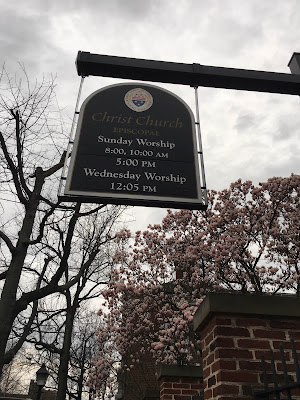 Christ Church
EPISCOPAL
Sunday Worship
8:00, 10:00 AM
5:00 PM
Wednesday Worship
12:05 PM